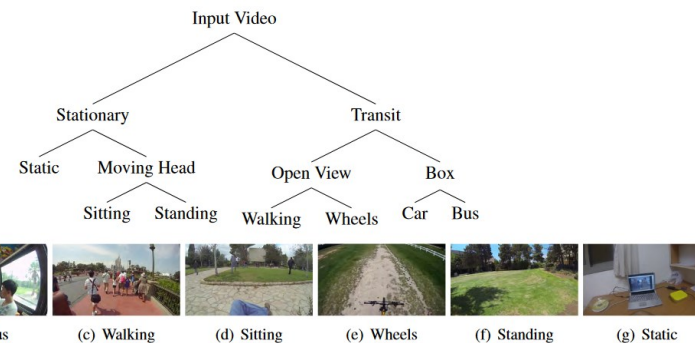 Input Video
Stationary Transit
Static Moving Head Open View Box
Sitting Standing Walking Wheels Car Bus
us (c) Walking (d) Sitting (e) Wheels (f) Standing (g) Static